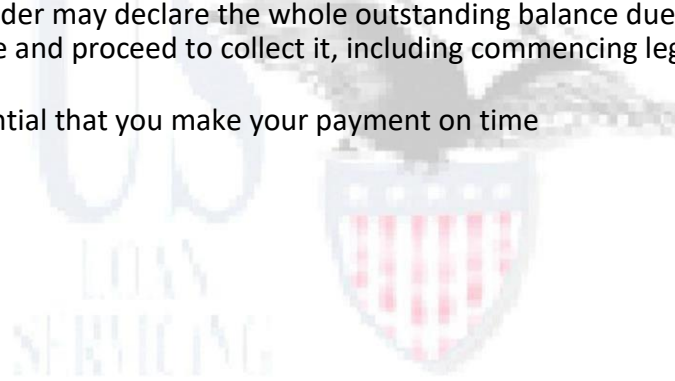 der may declare the whole outstanding balance due
e and proceed to collect it, including commencing leg
ntial that you make your payment on time
US
LOAN
SERVICING